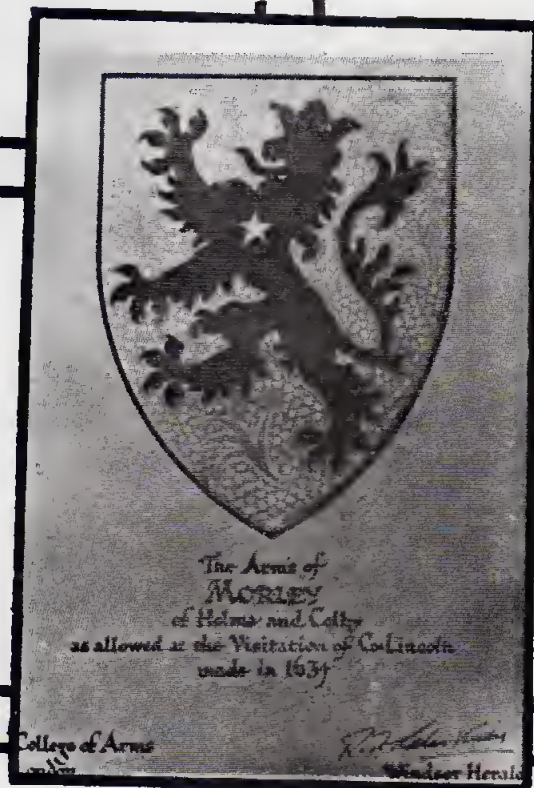 The Arms of
MORLEY
of Holme and Colby
as allowed at the Visitation of Co. Lincoln
made in 1634
College of Arms
London
Windsor Herald